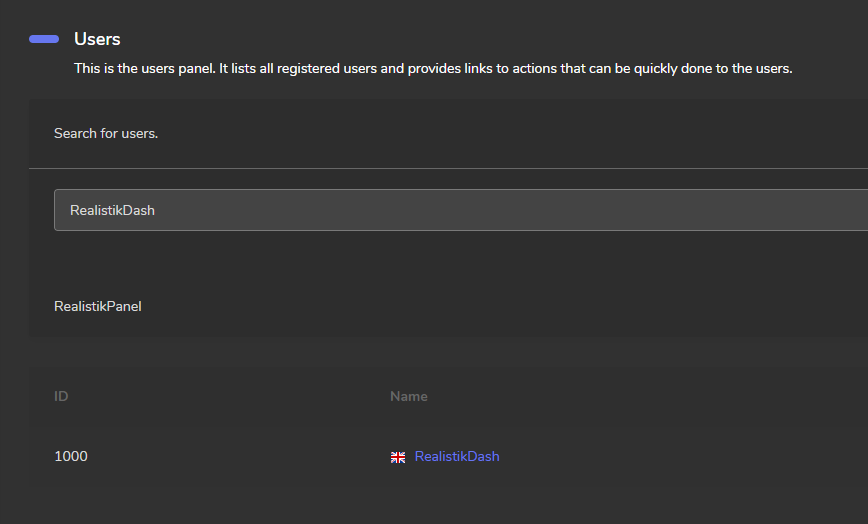 Users
This is the users panel. It lists all registered users and provides links to actions that can be quickly done to the users.
Search for users.
RealistikDash
RealistikPanel
ID Name
1000 RealistikDash